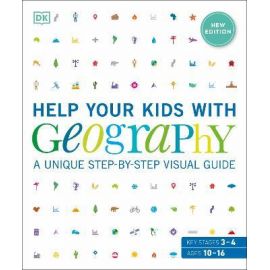 DK
NEW
EDITION
HELP YOUR KIDS WITH
GeOgRApHy
A UNIQUE STEP-BY-STEP VISUAL GUIDE
KEY STAGES 3–4
AGES 10–16